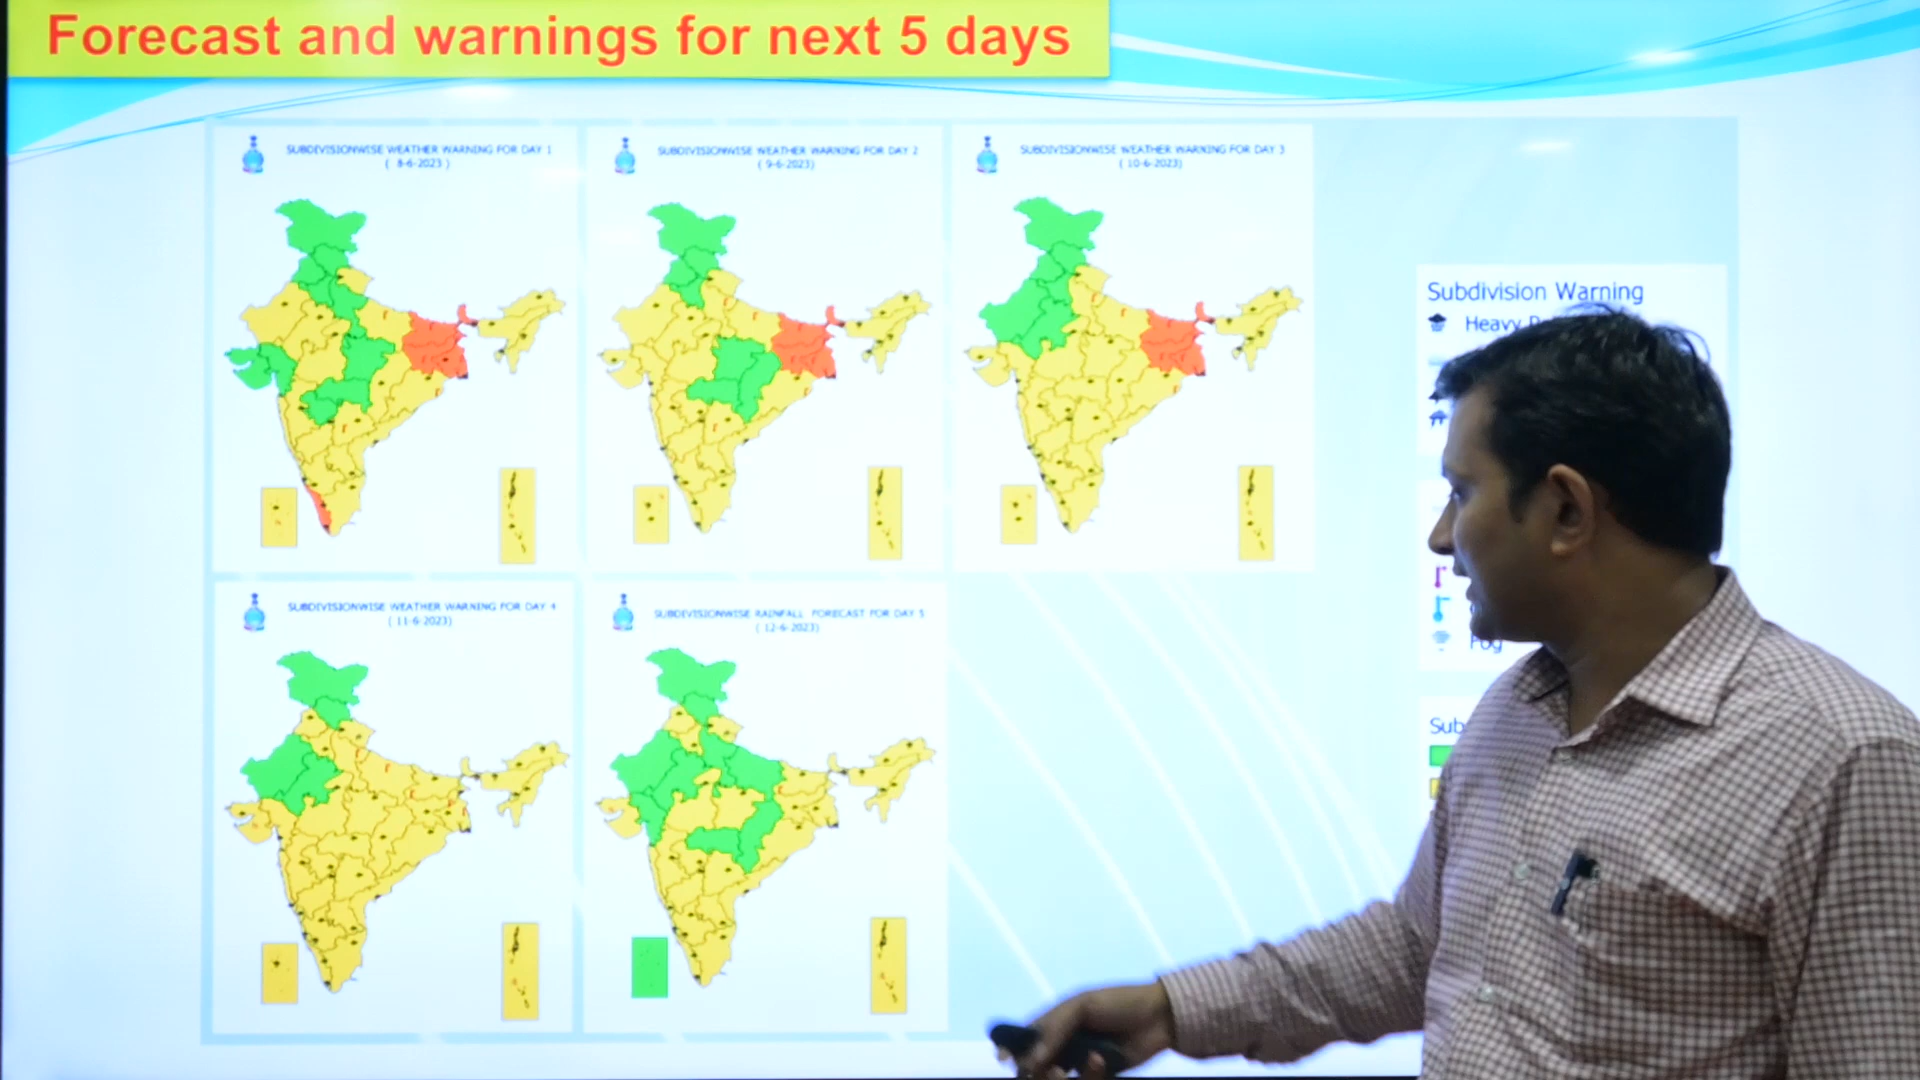 Forecast and warnings for next 5 days
SUBDIVISIONWISE WEATHER WARNING FOR DAY 1
( 8-6-2023 )
SUBDIVISIONWISE WEATHER WARNING FOR DAY 2
( 9-6-2023)
SUBDIVISIONWISE WEATHER WARNING FOR DAY 3
( 10-6-2023)
Subdivision Warning
Heavy
SUBDIVISIONWISE WEATHER WARNING FOR DAY 4
( 11-6-2023)
SUBDIVISIONWISE RAINFALL FORECAST FOR DAY 5
( 12-6-2023)
Fog
Sub